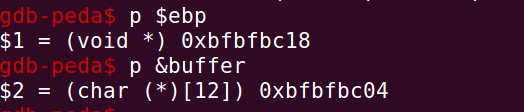 gdb-peda$ p $ebp
$1 = (void *) 0xbfbfbc18
gdb-peda$ p &buffer
$2 = (char (*)[12]) 0xbfbfbc04